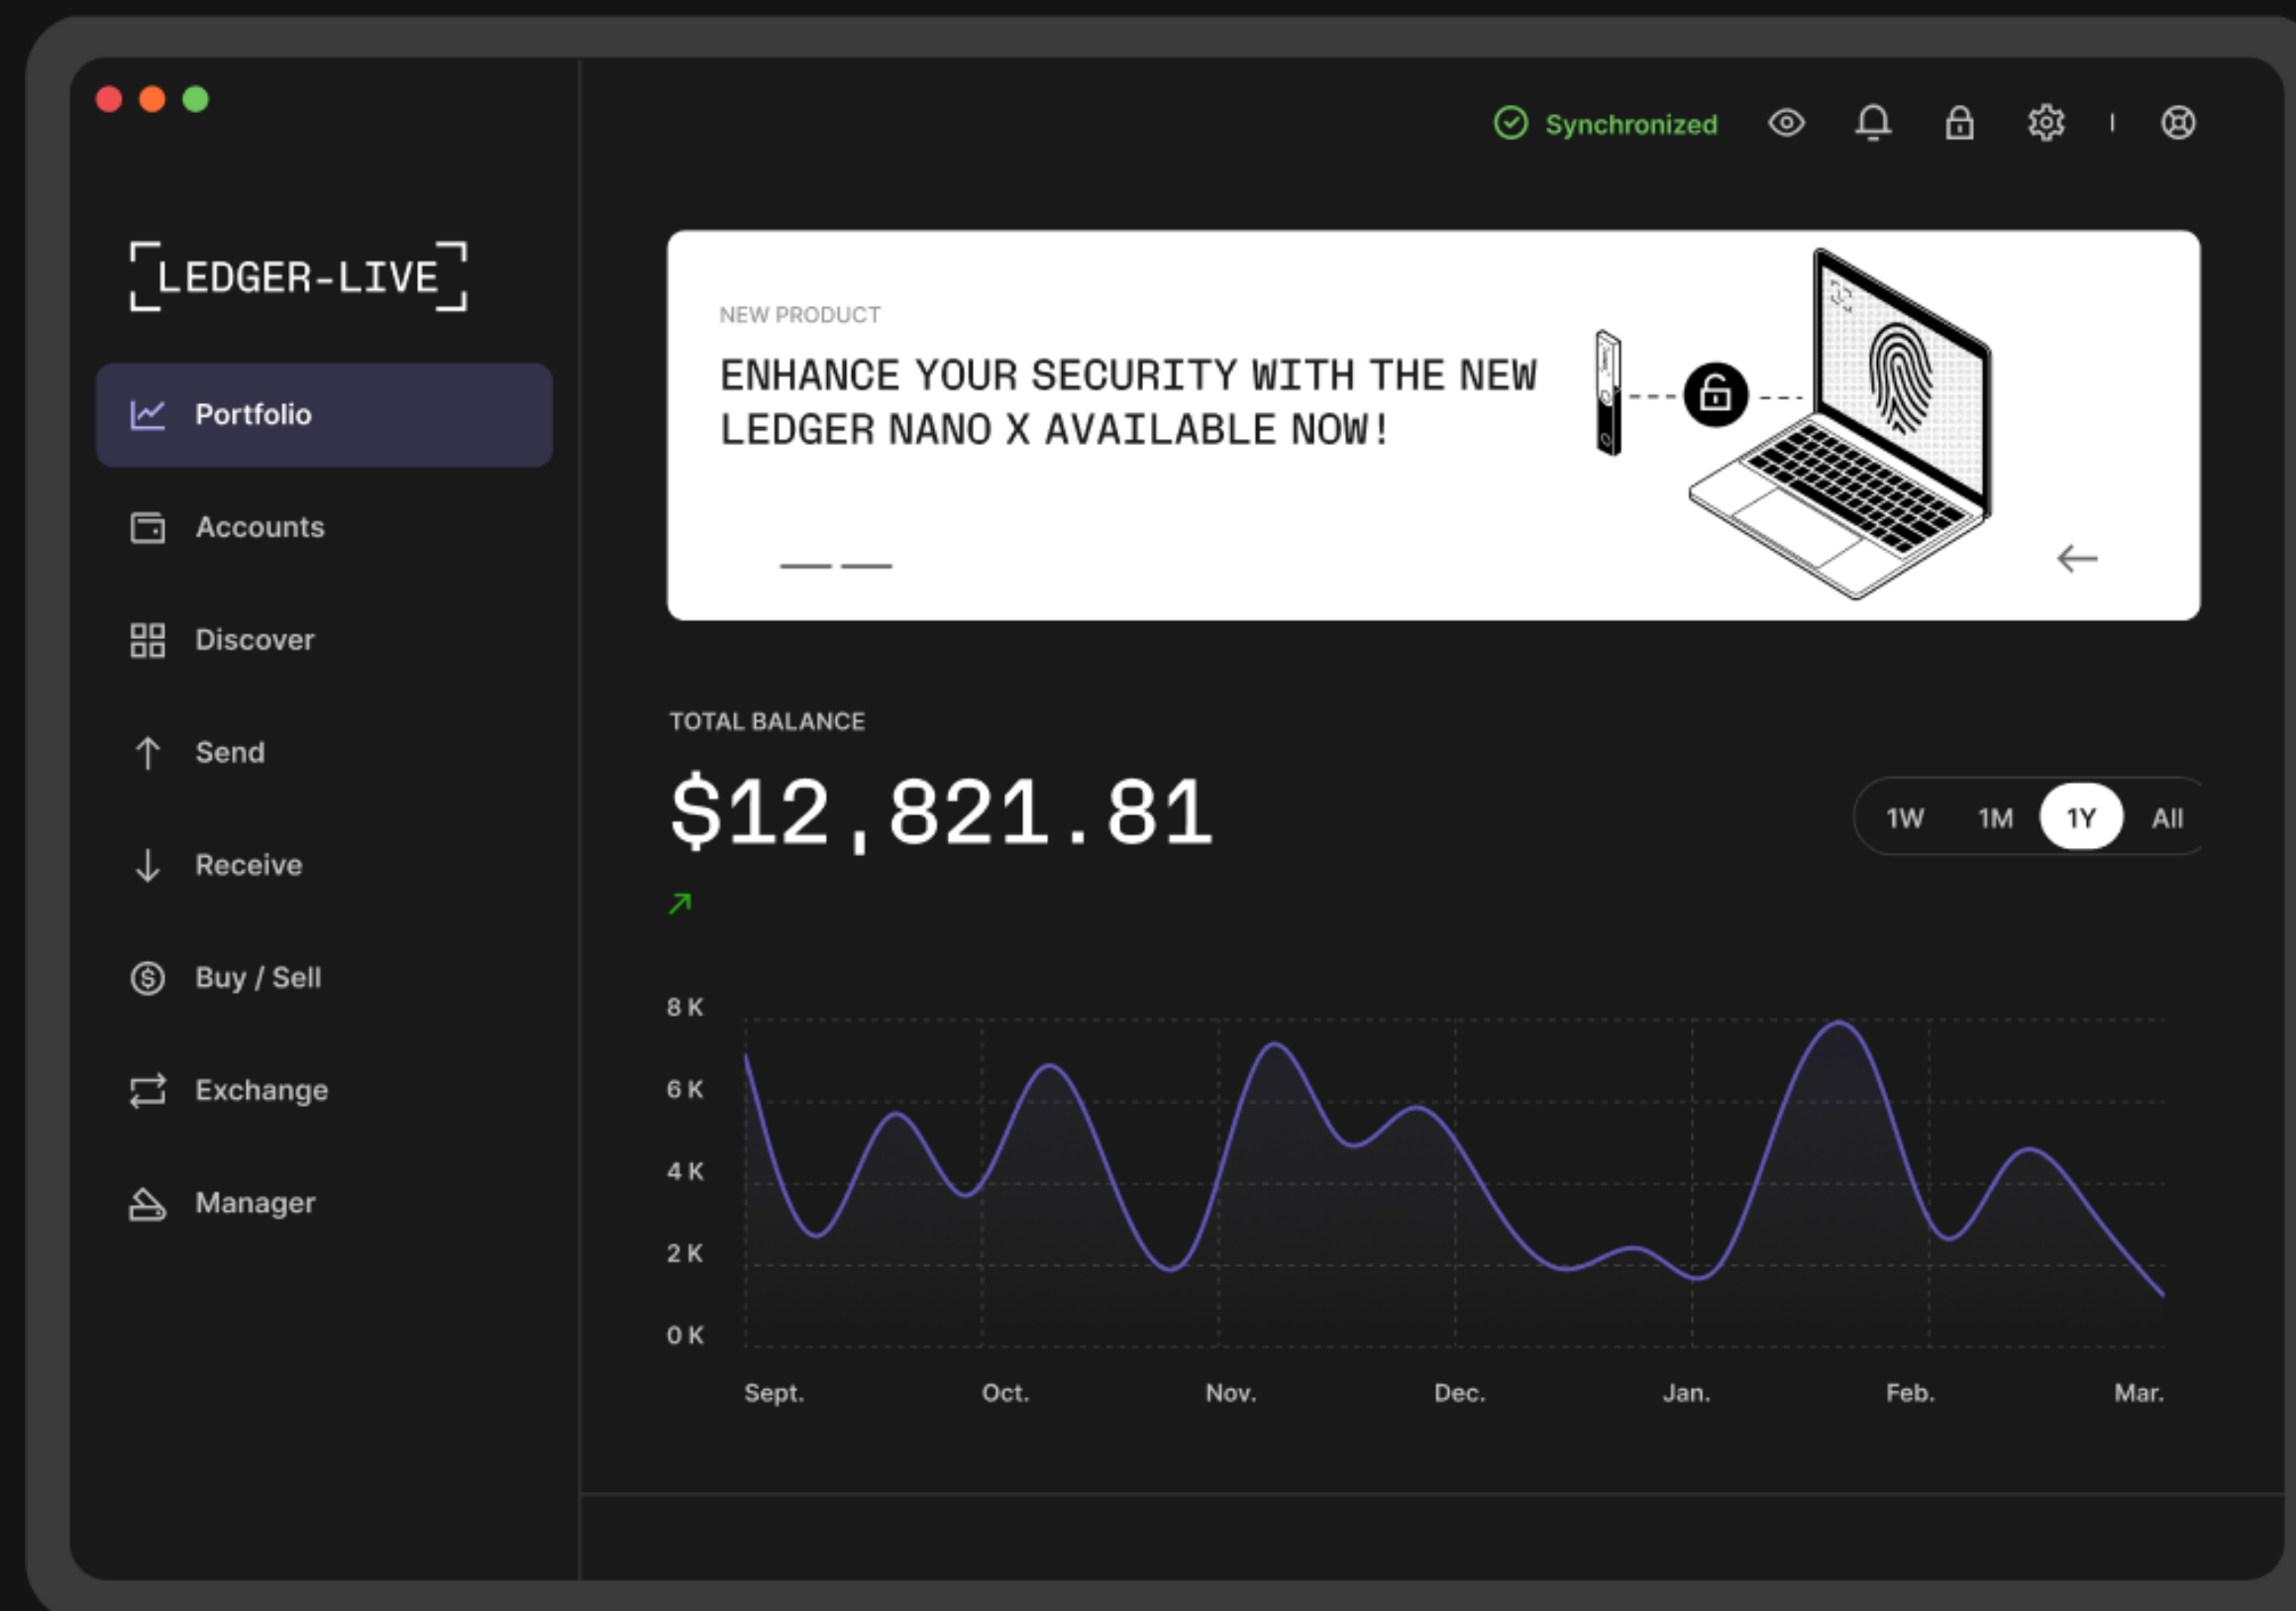 Synchronized
LEDGER-LIVE
Portfolio
Accounts
Discover
Send
Receive
Buy / Sell
Exchange
Manager
NEW PRODUCT
ENHANCE YOUR SECURITY WITH THE NEW
LEDGER NANO X AVAILABLE NOW!
TOTAL BALANCE
$12,821.81
1W 1M 1Y All
8 K
6 K
4 K
2 K
0 K
Sept. Oct. Nov. Dec. Jan. Feb. Mar.